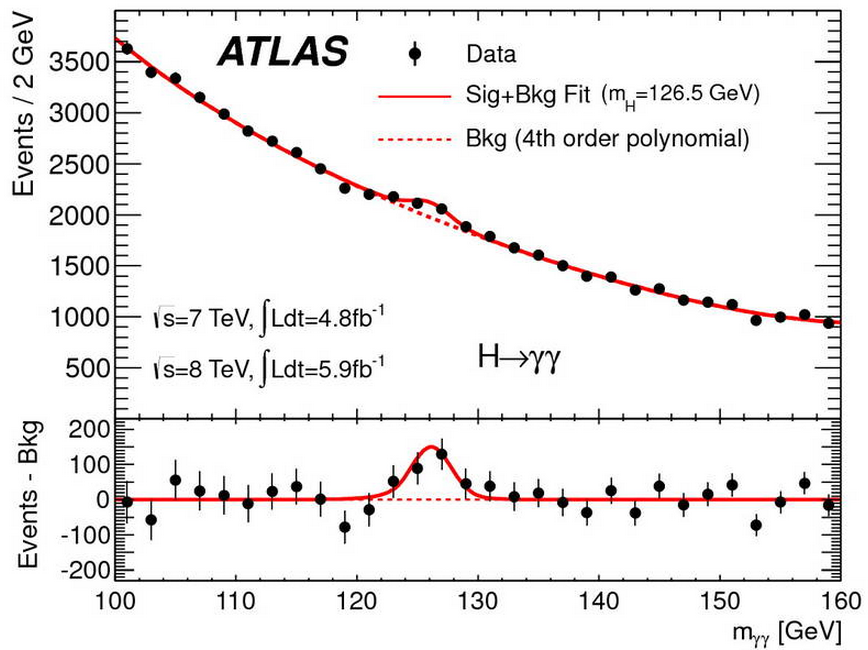 ATLAS
Data
Sig+Bkg Fit (mH=126.5 GeV)
Bkg (4th order polynomial)
Events / 2 GeV
3500
3000
2500
2000
1500
1000
500
√s=7 TeV, ∫Ldt=4.8fb-1
√s=8 TeV, ∫Ldt=5.9fb-1
H→γγ
Events - Bkg
200
100
0
-100
-200
100 110 120 130 140 150 160
mγγ [GeV]